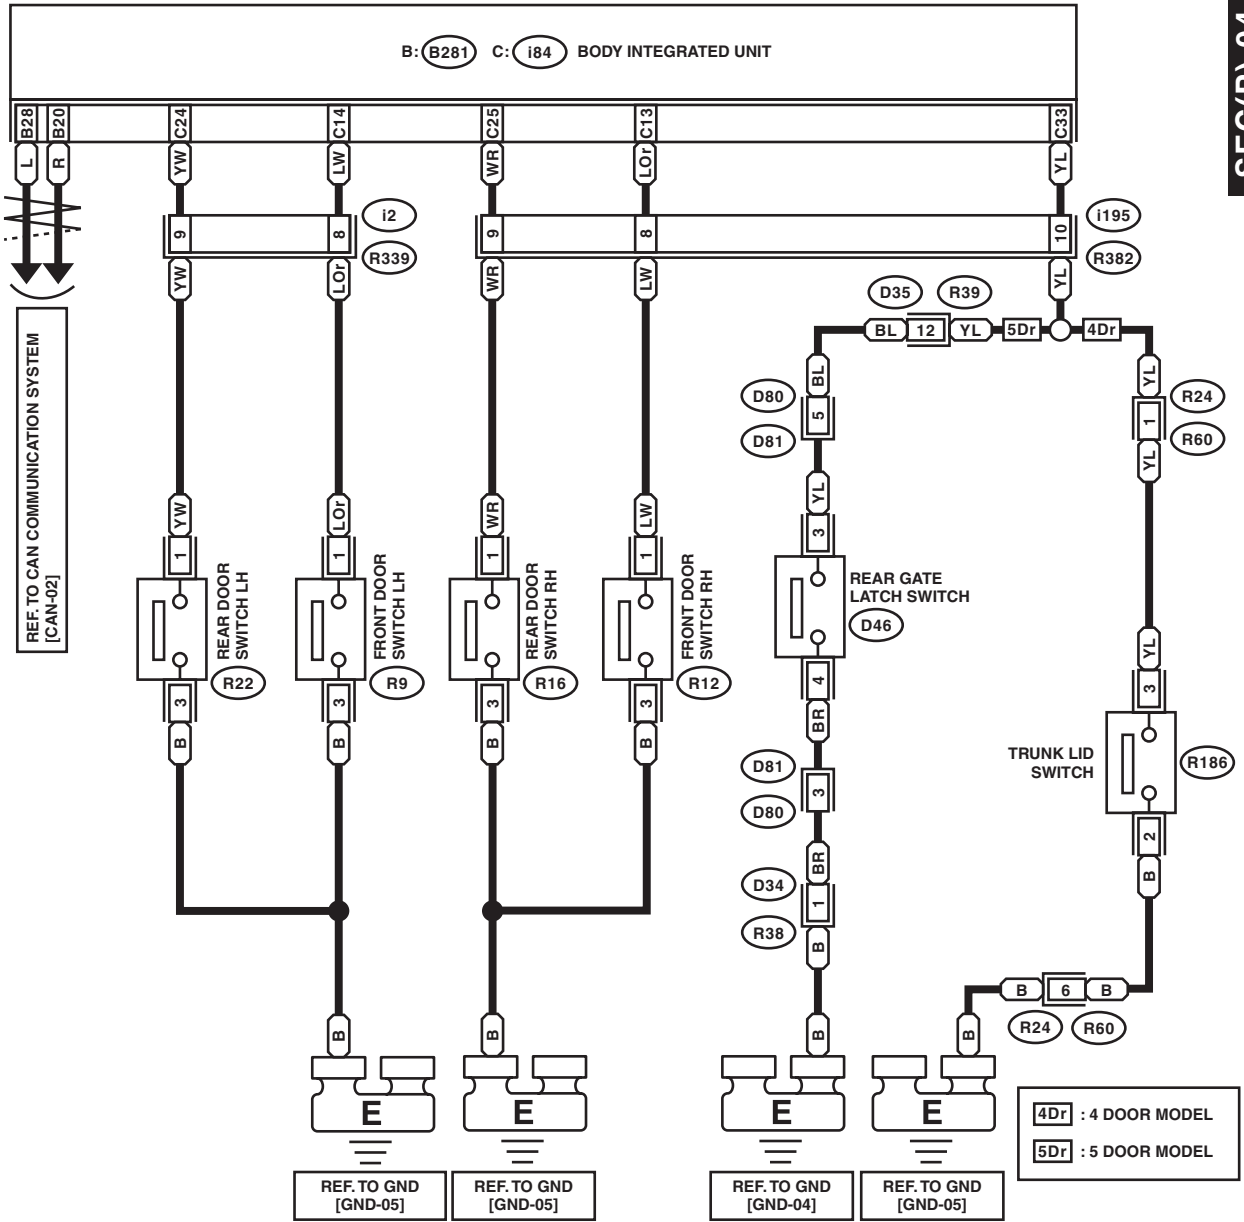 B: B281 C: i84 BODY INTEGRATED UNIT
B28 B20 C24 C14 C25 C13 C33
L R YW LW WR LOr YL
i2 i195
9 8 9 8 10
R339 R382
YW LOr WR LW YL
D35 R39
BL 12 YL 5Dr 4Dr
BL YL
D80 R24
5 1
D81 R60
YL YL
REF. TO CAN COMMUNICATION SYSTEM
[CAN-02]
YW LOr WR LW
3
1 1 1 1
REAR DOOR
SWITCH LH
R22
FRONT DOOR
SWITCH LH
R9
REAR DOOR
SWITCH RH
R16
FRONT DOOR
SWITCH RH
R12
REAR GATE
LATCH SWITCH
D46
YL
3 3 3 3 4 3
B B B B BR
TRUNK LID
SWITCH
R186
D81
3
D80
2
BR B
D34
1
R38
B
B 6 B
R24 R60
B B B B
E E E E
REF. TO GND
[GND-05]
REF. TO GND
[GND-05]
REF. TO GND
[GND-04]
REF. TO GND
[GND-05]
4Dr : 4 DOOR MODEL
5Dr : 5 DOOR MODEL